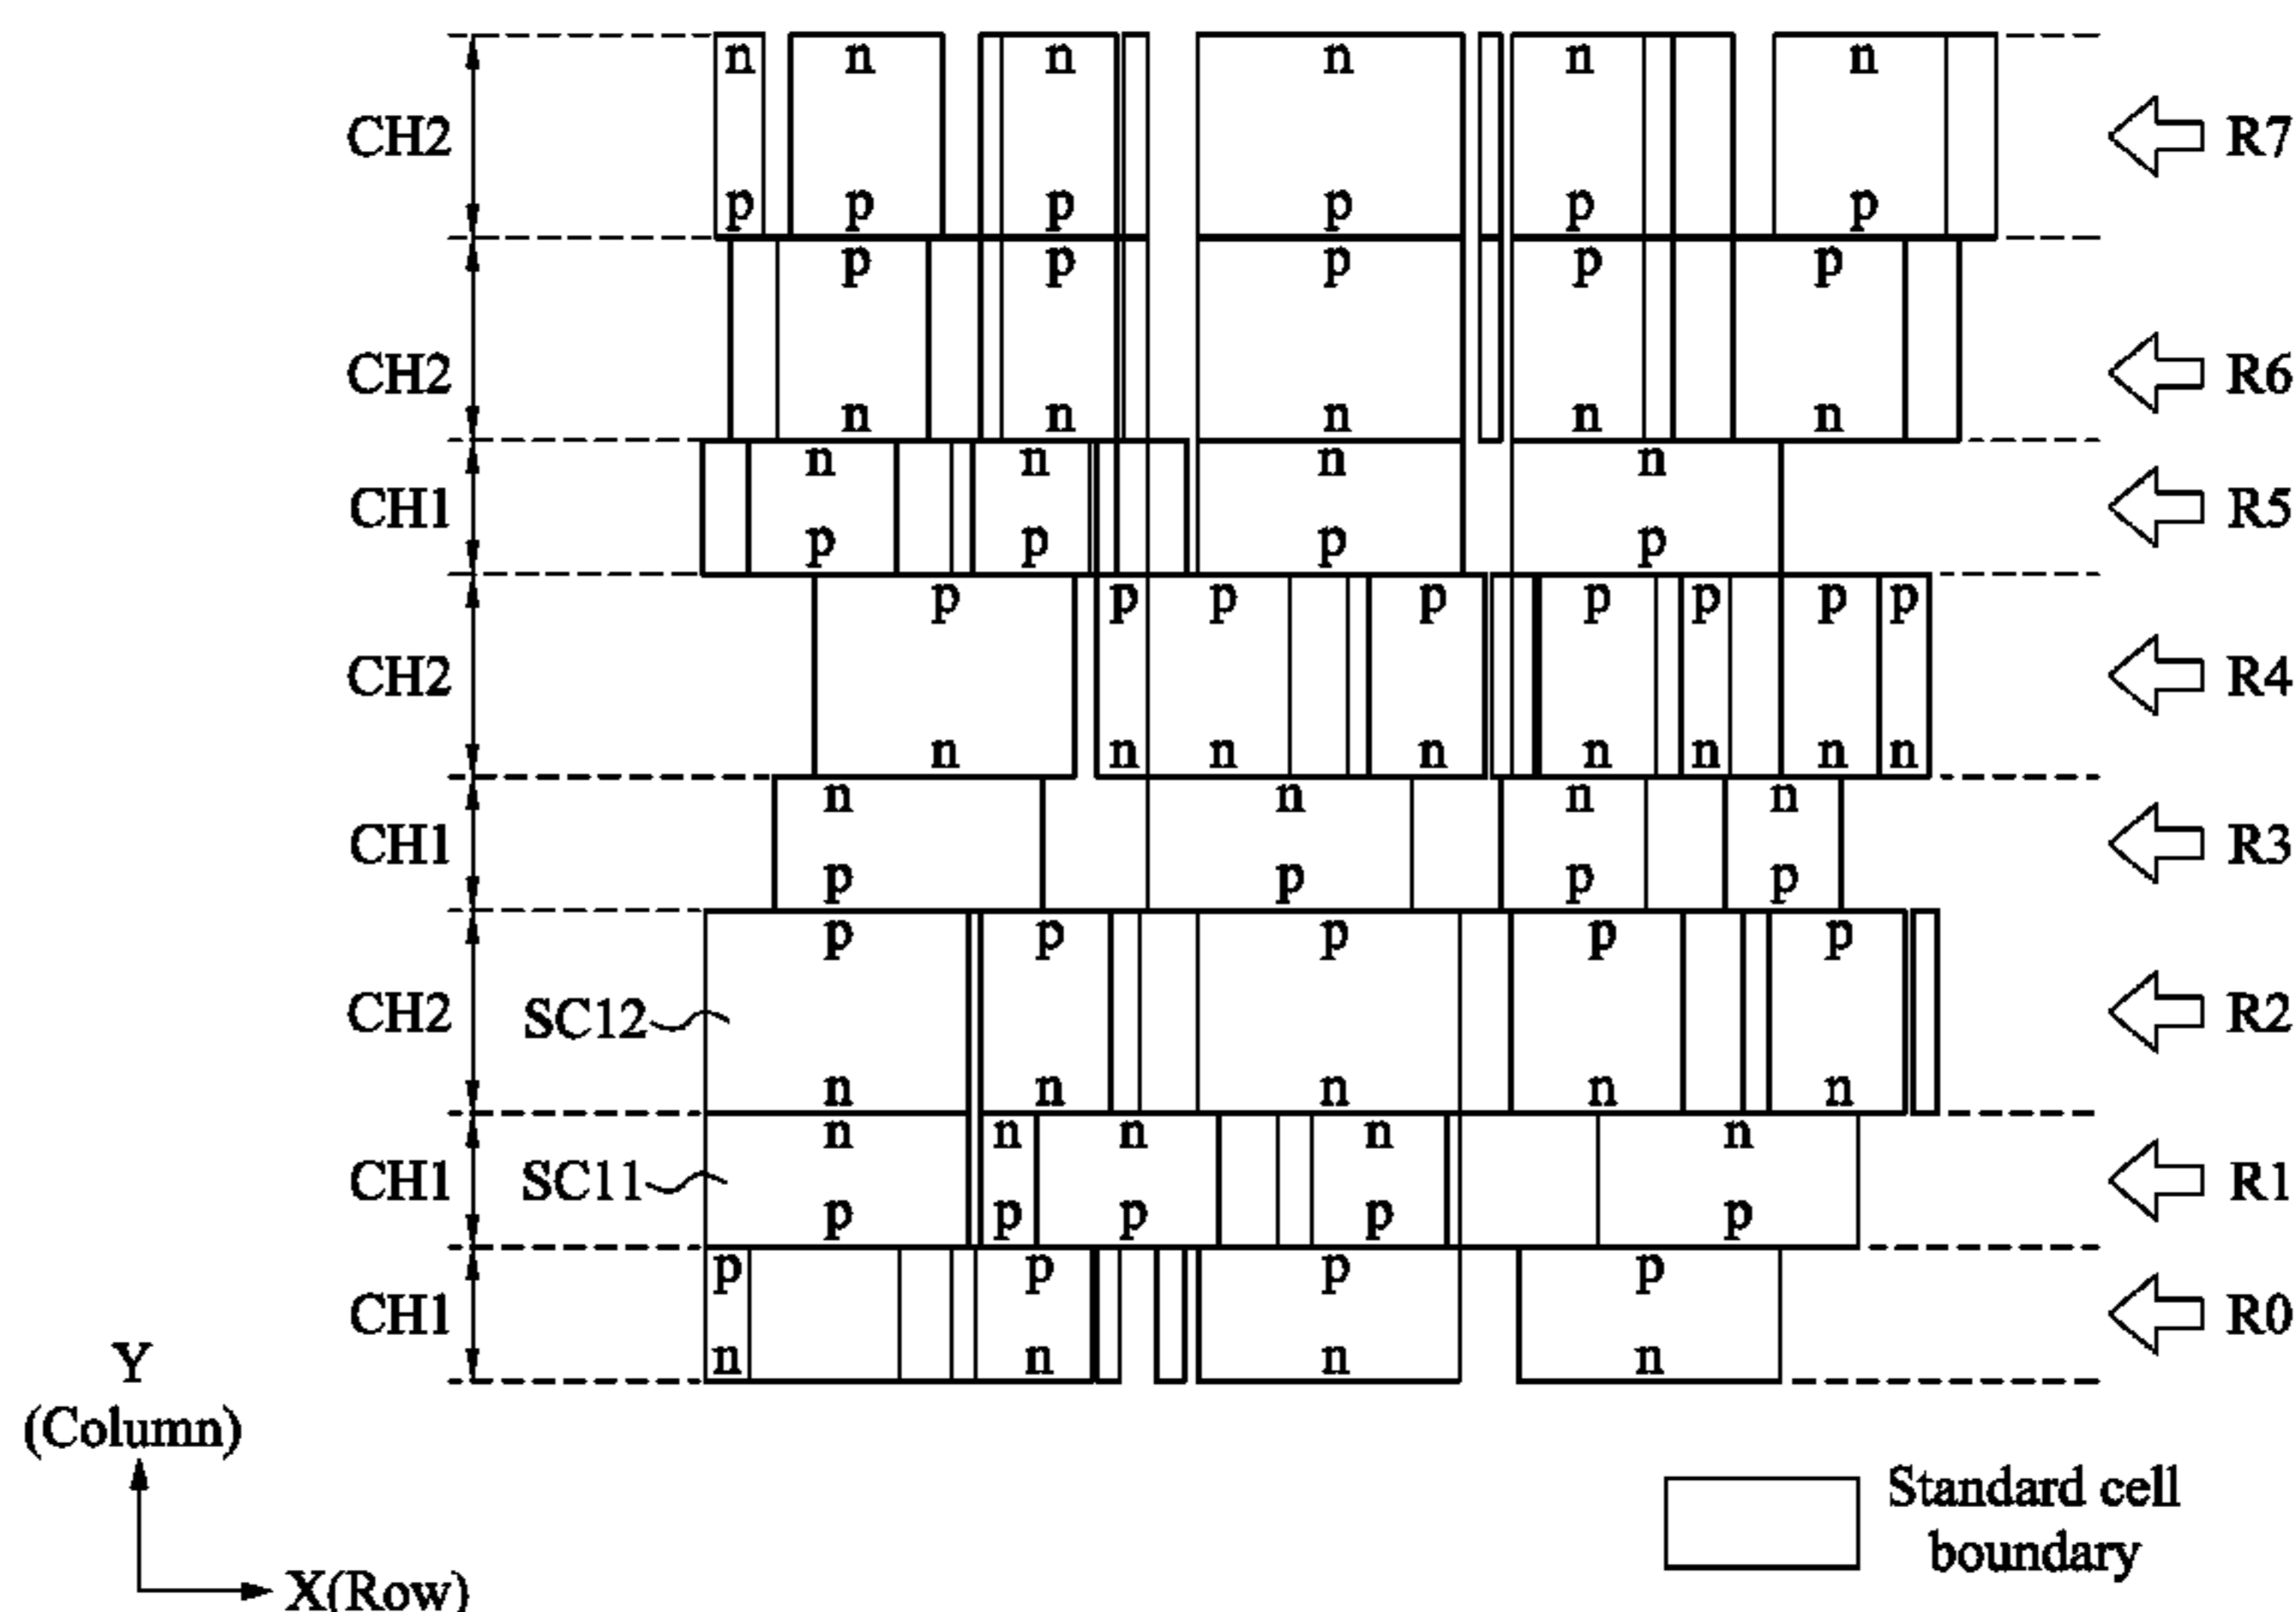 n n n n n n
CH2 R7
p p p p p p
p p p p p
CH2 R6
n n n n n
n n n n
CH1 R5
p p p p
p p p p p p p p
CH2 R4
n n n n n n n n
n n n n
CH1 R3
p p p p
p p p p p
CH2 SC12 R2
n n n n n
n n n n n
CH1 SC11 R1
p p p p p
p p p p
CH1 R0
n n n n
Y
(Column)
X(Row)
Standard cell
boundary